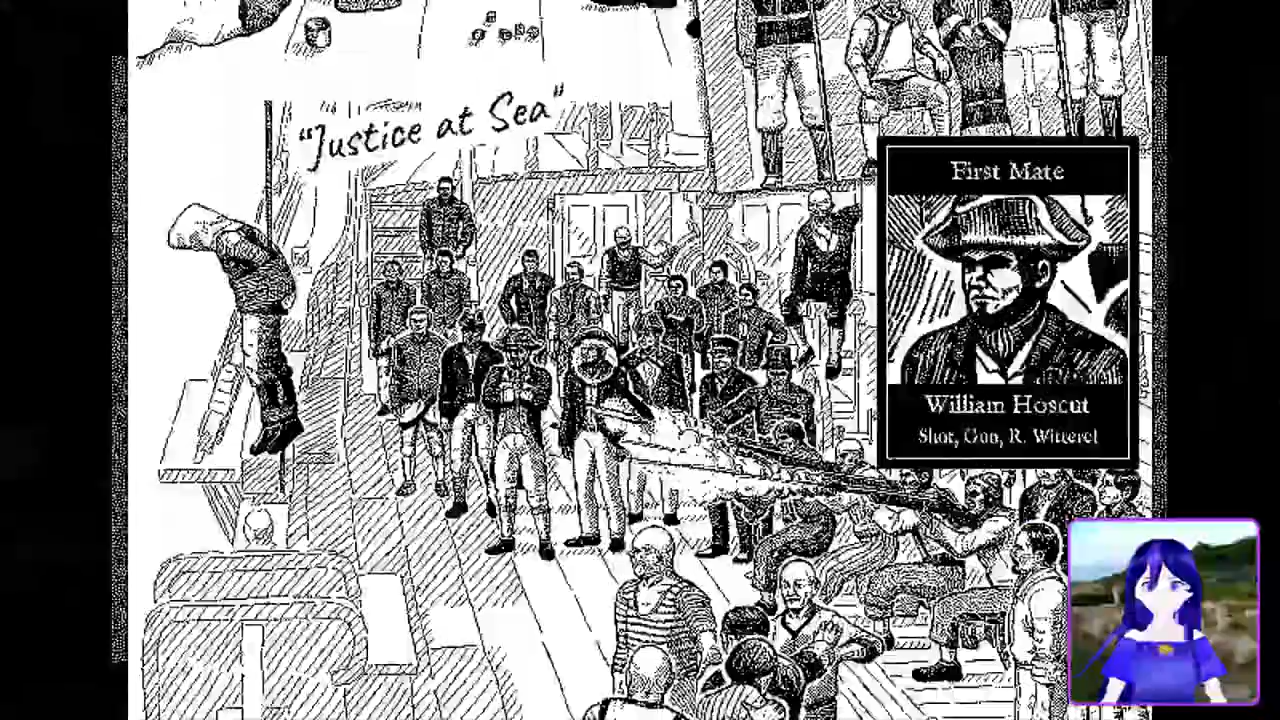 "Justice at Sea"
First Mate
William Hoscut
Shot, Gun, R. Witterel